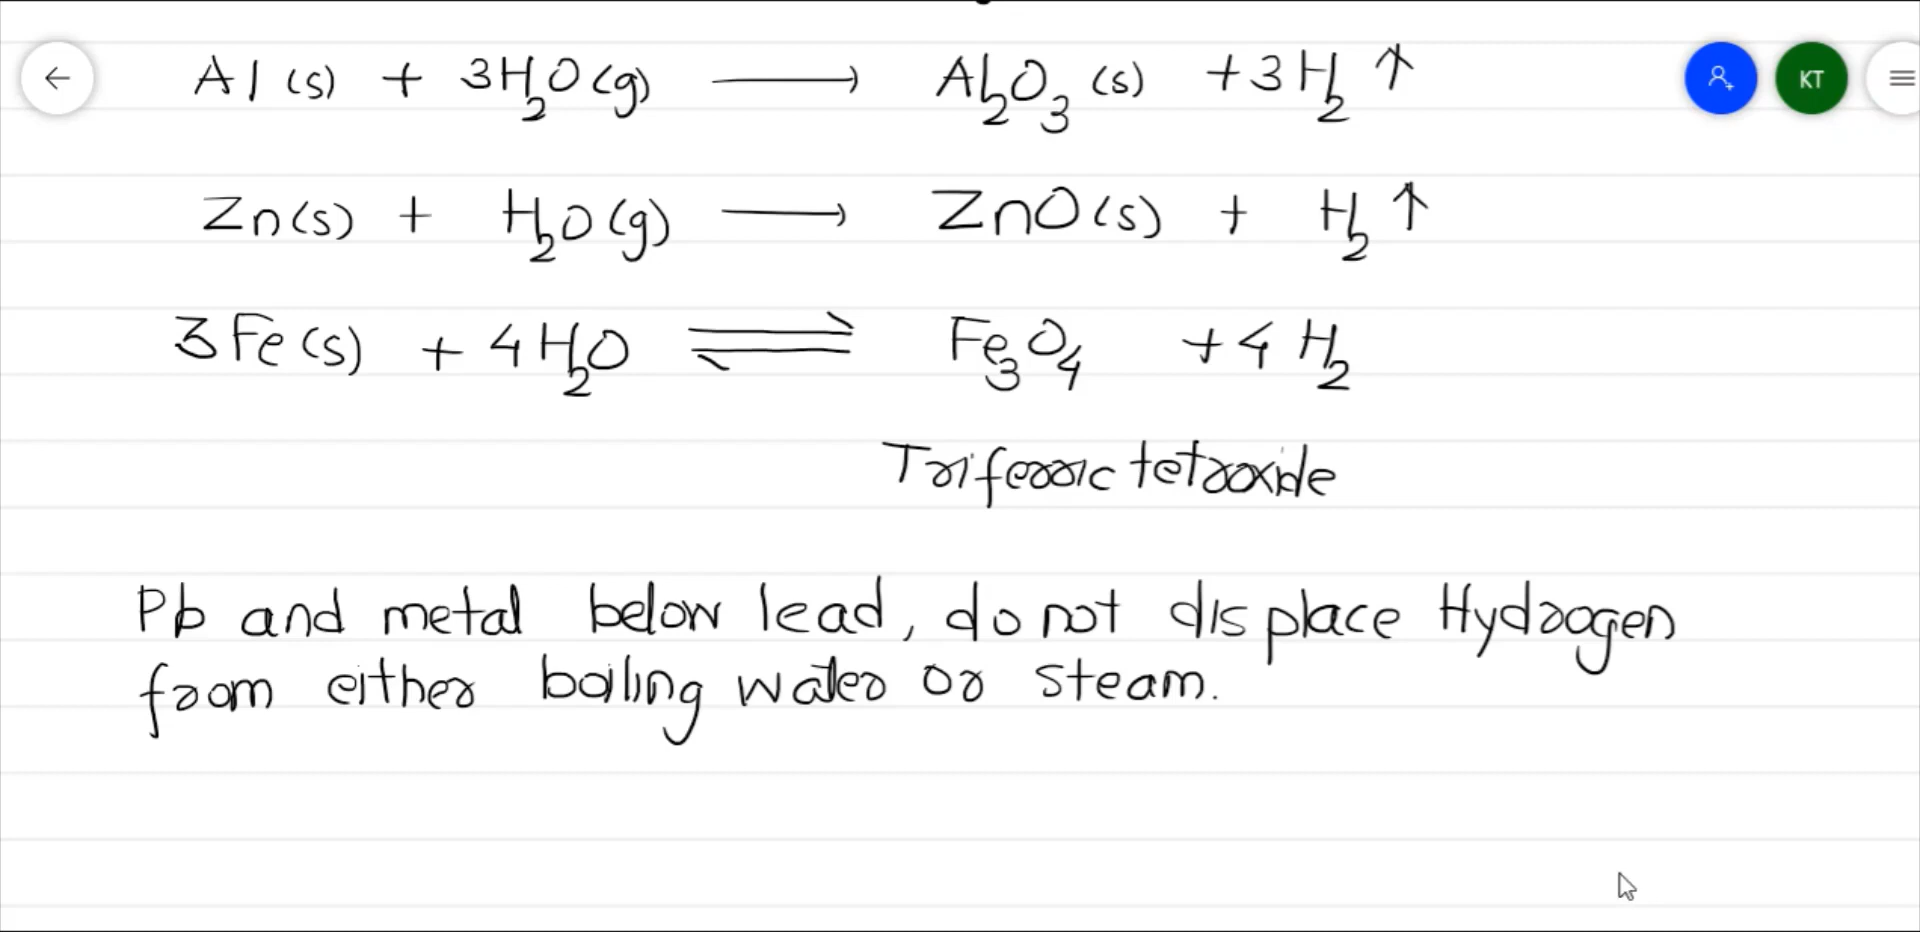 Al (s) + 3H₂O (g) ⟶ Al₂O₃ (s) + 3H₂ ↑
KT
Zn(s) + H₂O (g) ⟶ ZnO(s) + H₂ ↑
3Fe(s) + 4H₂O ⇌ Fe₃O₄ + 4H₂
Triferric tetroxide
Pb and metal below lead, do not displace Hydrogen
from either boiling water or steam.